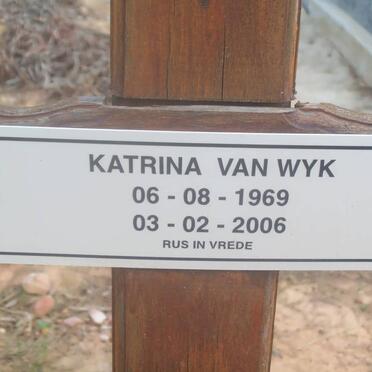 KATRINA VAN WYK
06 - 08 - 1969
03 - 02 - 2006
RUS IN VREDE